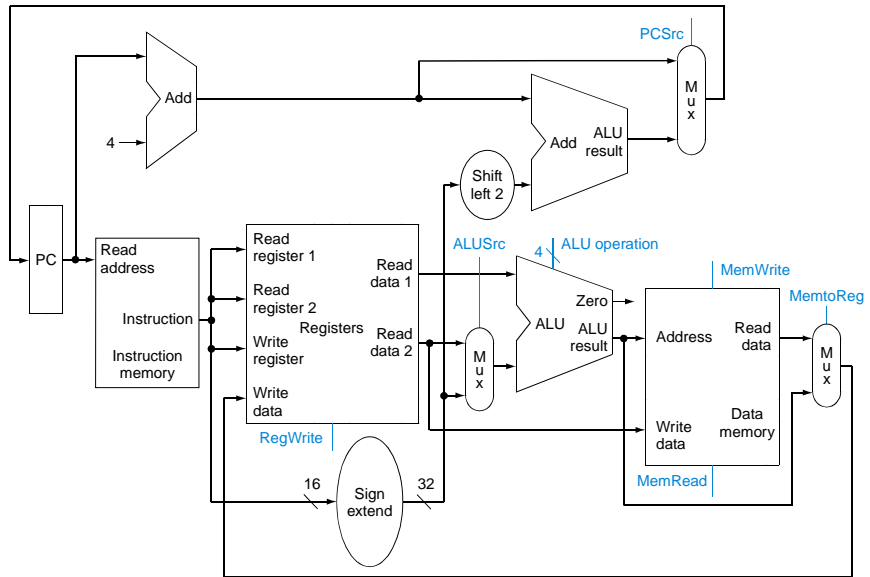 PCSrc
Add
4
M
u
x
Add
ALU
result
Shift
left 2
PC
Read
address
Instruction
Instruction
memory
Read
register 1
Read
register 2
Write
register
Write
data
Registers
Read
data 1
Read
data 2
RegWrite
ALUSrc
M
u
x
4
ALU operation
Zero
ALU
ALU
result
MemWrite
Address
Read
data
Write
data
Data
memory
MemRead
MemtoReg
M
u
x
16
Sign
extend
32